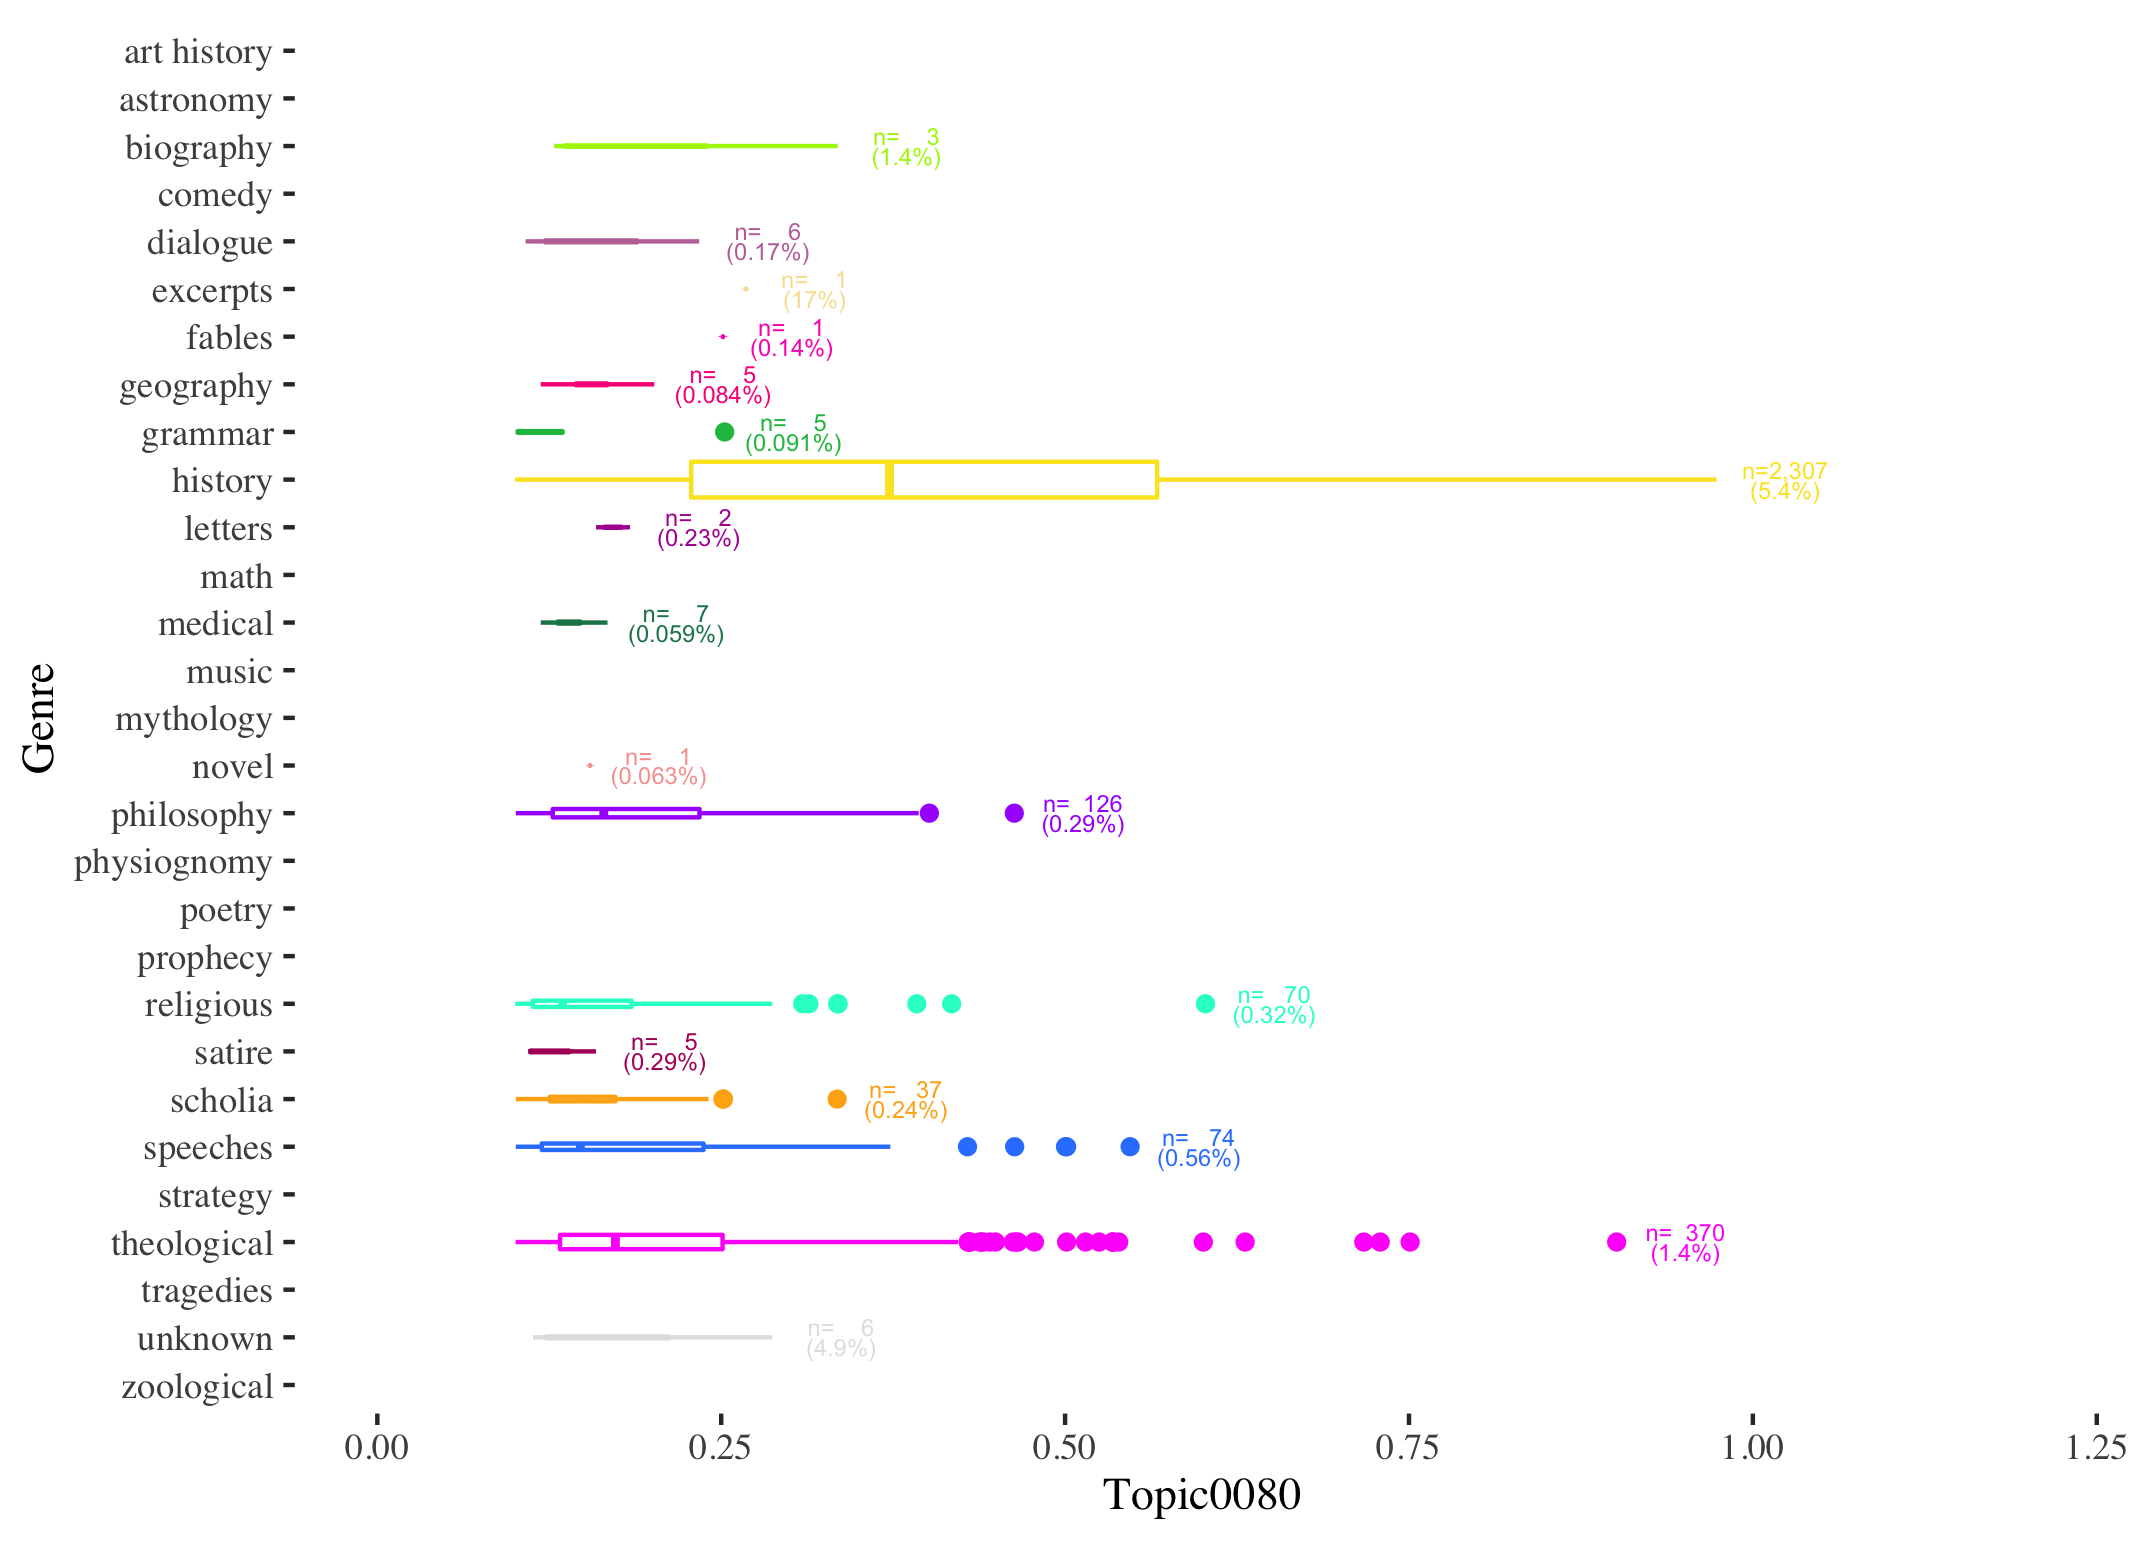 art history
astronomy
biography
n= 3
(1.4%)
comedy
dialogue
n= 6
(0.17%)
excerpts
n= 1
(17%)
fables
n= 1
(0.14%)
geography
n= 5
(0.084%)
grammar
n= 5
(0.091%)
history
n=2,307
(5.4%)
letters
n= 2
(0.23%)
math
medical
n= 7
(0.059%)
music
mythology
novel
n= 1
(0.063%)
philosophy
n= 126
(0.29%)
physiognomy
poetry
prophecy
religious
n= 70
(0.32%)
satire
n= 5
(0.29%)
scholia
n= 37
(0.24%)
speeches
n= 74
(0.56%)
strategy
theological
n= 370
(1.4%)
tragedies
unknown
n= 6
(4.9%)
zoological
Genre
0.00 0.25 0.50 0.75 1.00 1.25
Topic0080